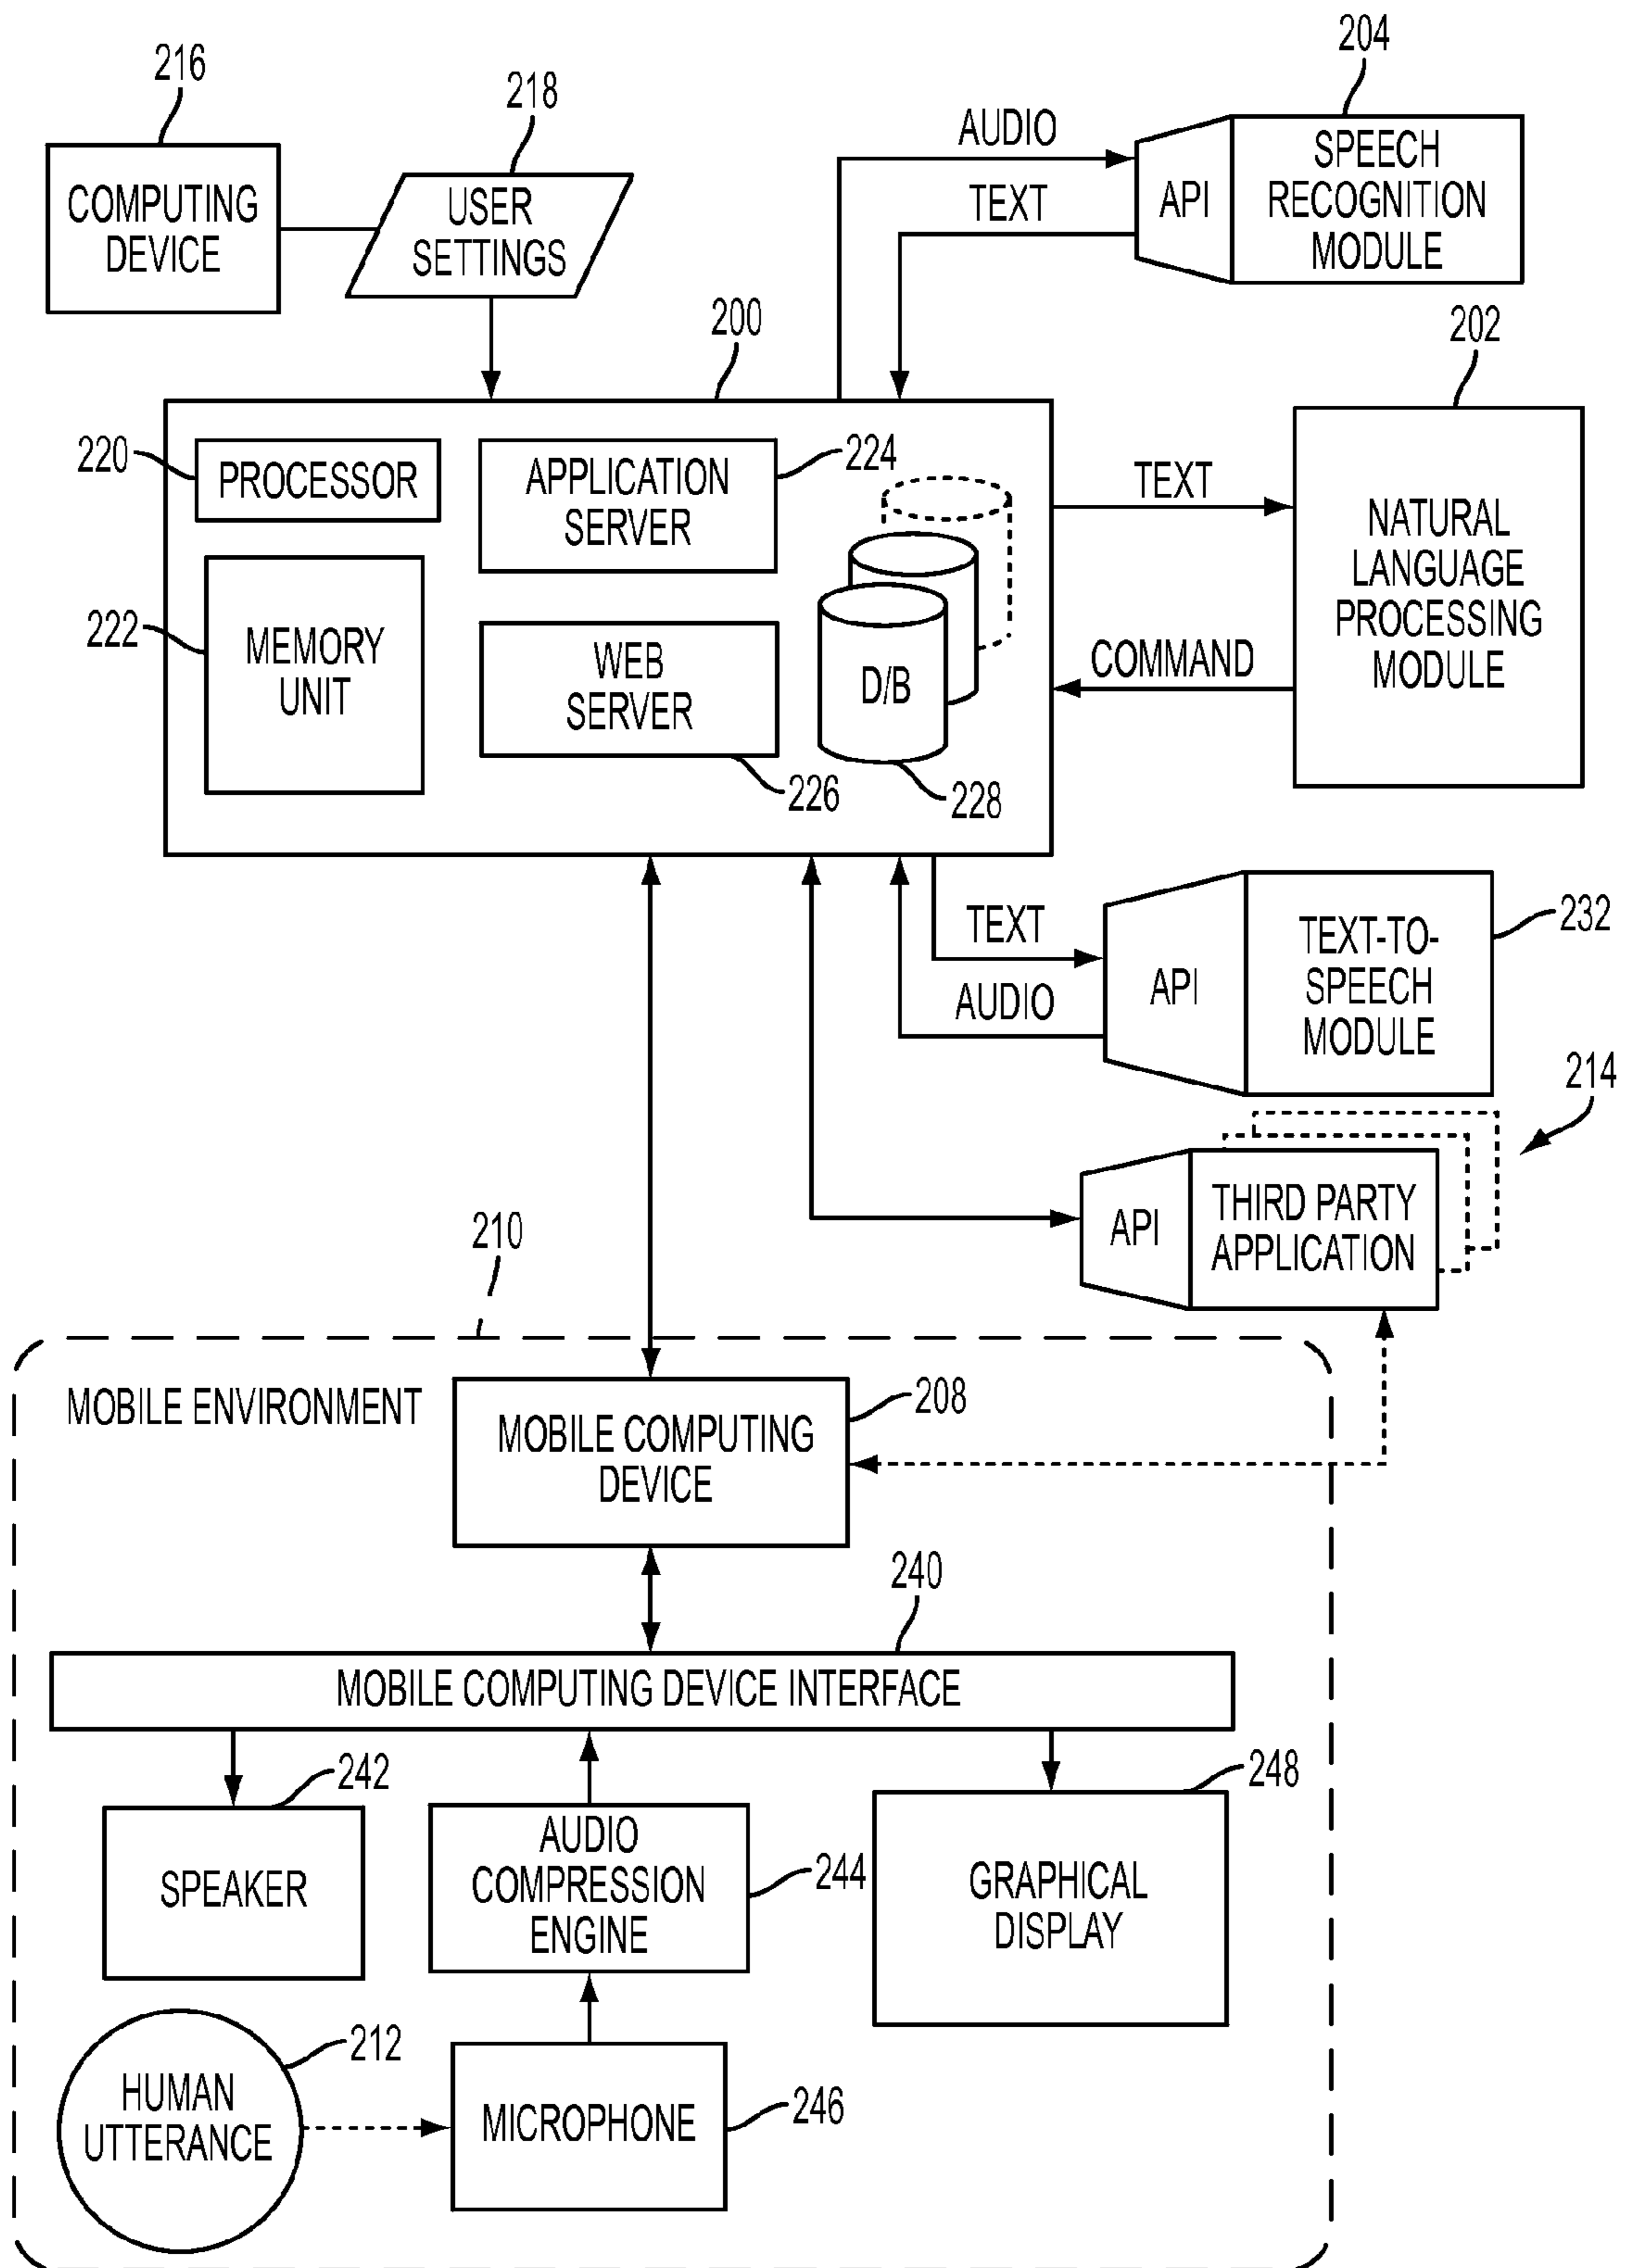 216
218
204
COMPUTING
DEVICE
USER
SETTINGS
AUDIO
TEXT
API
SPEECH
RECOGNITION
MODULE
200
202
220
PROCESSOR
APPLICATION
SERVER
224
222
MEMORY
UNIT
WEB
SERVER
226
D/B
228
TEXT
COMMAND
NATURAL
LANGUAGE
PROCESSING
MODULE
TEXT
AUDIO
API
TEXT-TO-
SPEECH
MODULE
232
214
API
THIRD PARTY
APPLICATION
210
MOBILE ENVIRONMENT
MOBILE COMPUTING
DEVICE
208
240
MOBILE COMPUTING DEVICE INTERFACE
242
SPEAKER
AUDIO
COMPRESSION
ENGINE
244
248
GRAPHICAL
DISPLAY
212
HUMAN
UTTERANCE
MICROPHONE
246